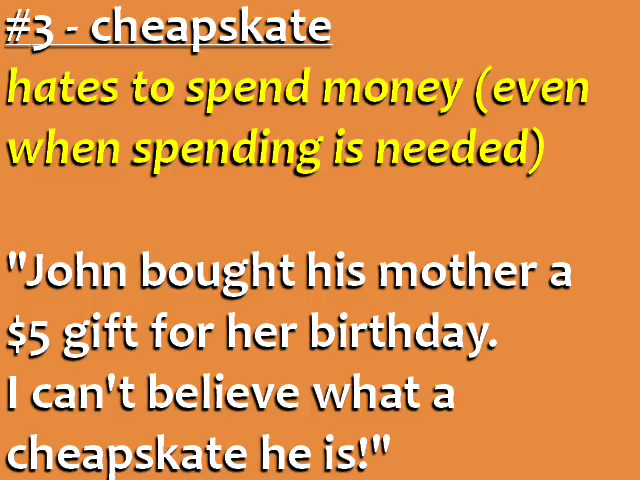 #3 - cheapskate
hates to spend money (even
when spending is needed)
"John bought his mother a
$5 gift for her birthday.
I can't believe what a
cheapskate he is!"